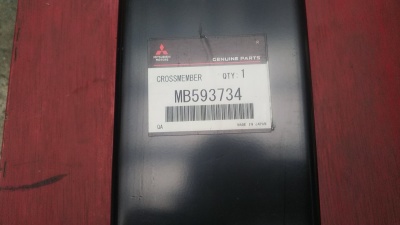 MITSUBISHI
MOTORS
GENUINE PARTS
CROSSMEMBER QTY. 1
MB593734
MADE IN JAPAN